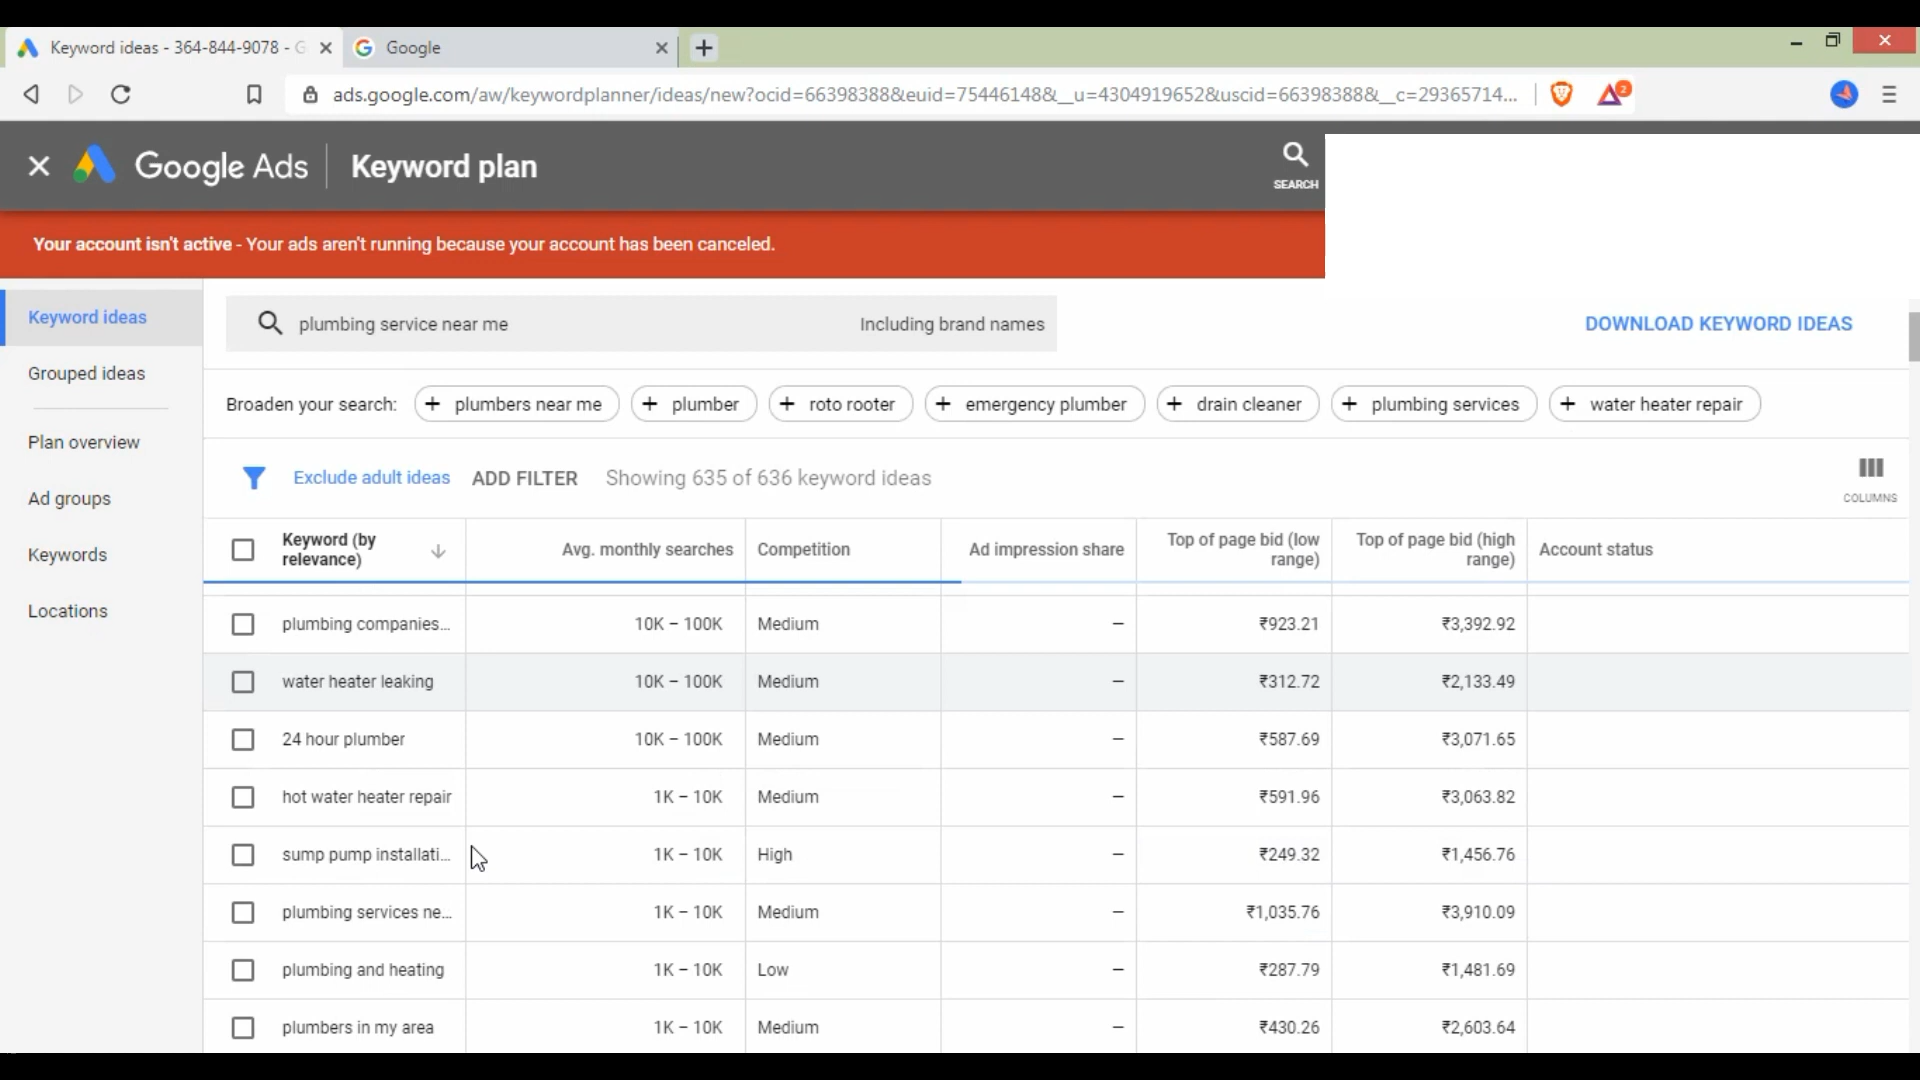 Keyword ideas - 364-844-9078 - G
Google
ads.google.com/aw/keywordplanner/ideas/new?ocid=66398388&euid=75446148&__u=4304919652&uscid=66398388&__c=29365714...
2
Google Ads
Keyword plan
SEARCH
Your account isn't active - Your ads aren't running because your account has been canceled.
Keyword ideas
Grouped ideas
Plan overview
Ad groups
Keywords
Locations
plumbing service near me
Including brand names
DOWNLOAD KEYWORD IDEAS
Broaden your search: + plumbers near me + plumber + roto rooter + emergency plumber + drain cleaner + plumbing services + water heater repair
Exclude adult ideas ADD FILTER Showing 635 of 636 keyword ideas
COLUMNS
Keyword (by relevance) Avg. monthly searches Competition Ad impression share Top of page bid (low range) Top of page bid (high range) Account status
plumbing companies... 10K – 100K Medium – ₹923.21 ₹3,392.92
water heater leaking 10K – 100K Medium – ₹312.72 ₹2,133.49
24 hour plumber 10K – 100K Medium – ₹587.69 ₹3,071.65
hot water heater repair 1K – 10K Medium – ₹591.96 ₹3,063.82
sump pump installati... 1K – 10K High – ₹249.32 ₹1,456.76
plumbing services ne... 1K – 10K Medium – ₹1,035.76 ₹3,910.09
plumbing and heating 1K – 10K Low – ₹287.79 ₹1,481.69
plumbers in my area 1K – 10K Medium – ₹430.26 ₹2,603.64